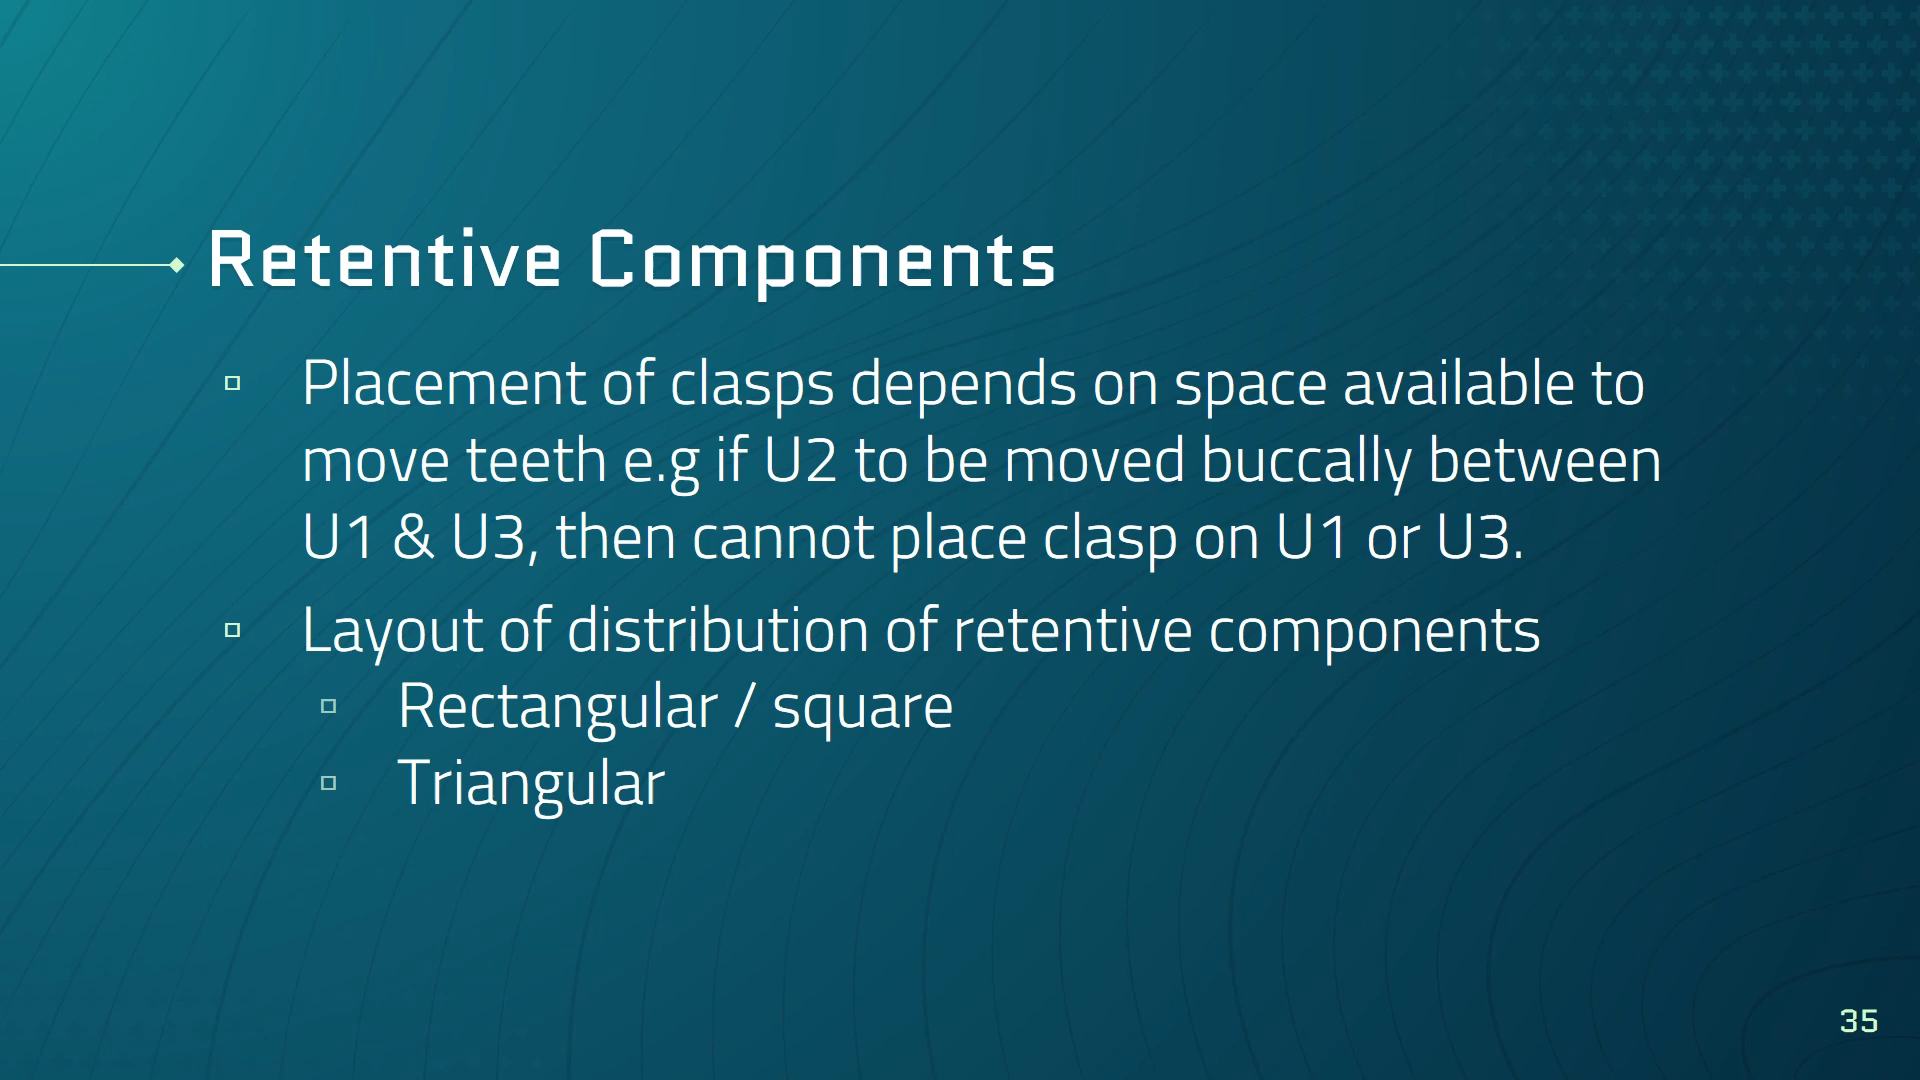 Retentive Components
Placement of clasps depends on space available to
move teeth e.g if U2 to be moved buccally between
U1 & U3, then cannot place clasp on U1 or U3.
Layout of distribution of retentive components
Rectangular / square
Triangular
35